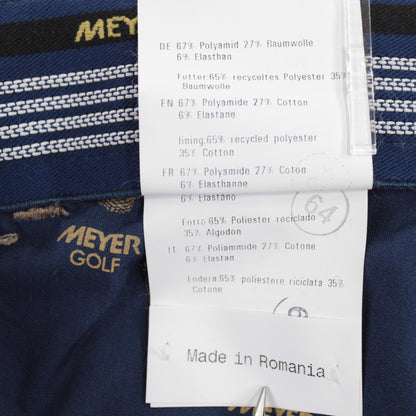 MEYER
DE 67% Polyamid 27% Baumwolle
6% Elasthan
Futter:65% recyceltes Polyester 35%
Baumwolle
EN 67% Polyamide 27% Cotton
6% Elastane
fining:65% recycled polyester
35% Cotton
FR 67% Polyamide 27% Coton
6% Elasthanne
6% Elastano
Forro:65% Poliester reciclado
35% Algodon
IT 67% Poliammide 27% Cotone
6% Elastan
Fodera:65% poliestere riciclata 35%
Cotone
64
MEYER
GOLF
Made in Romania